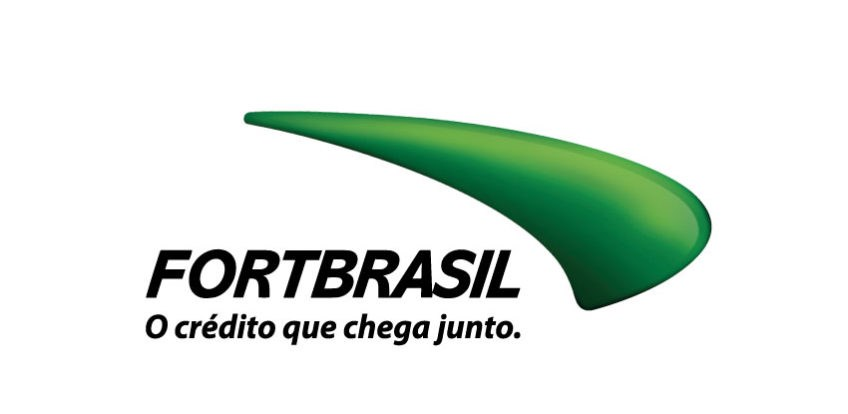 FORTBRASIL
O crédito que chega junto.